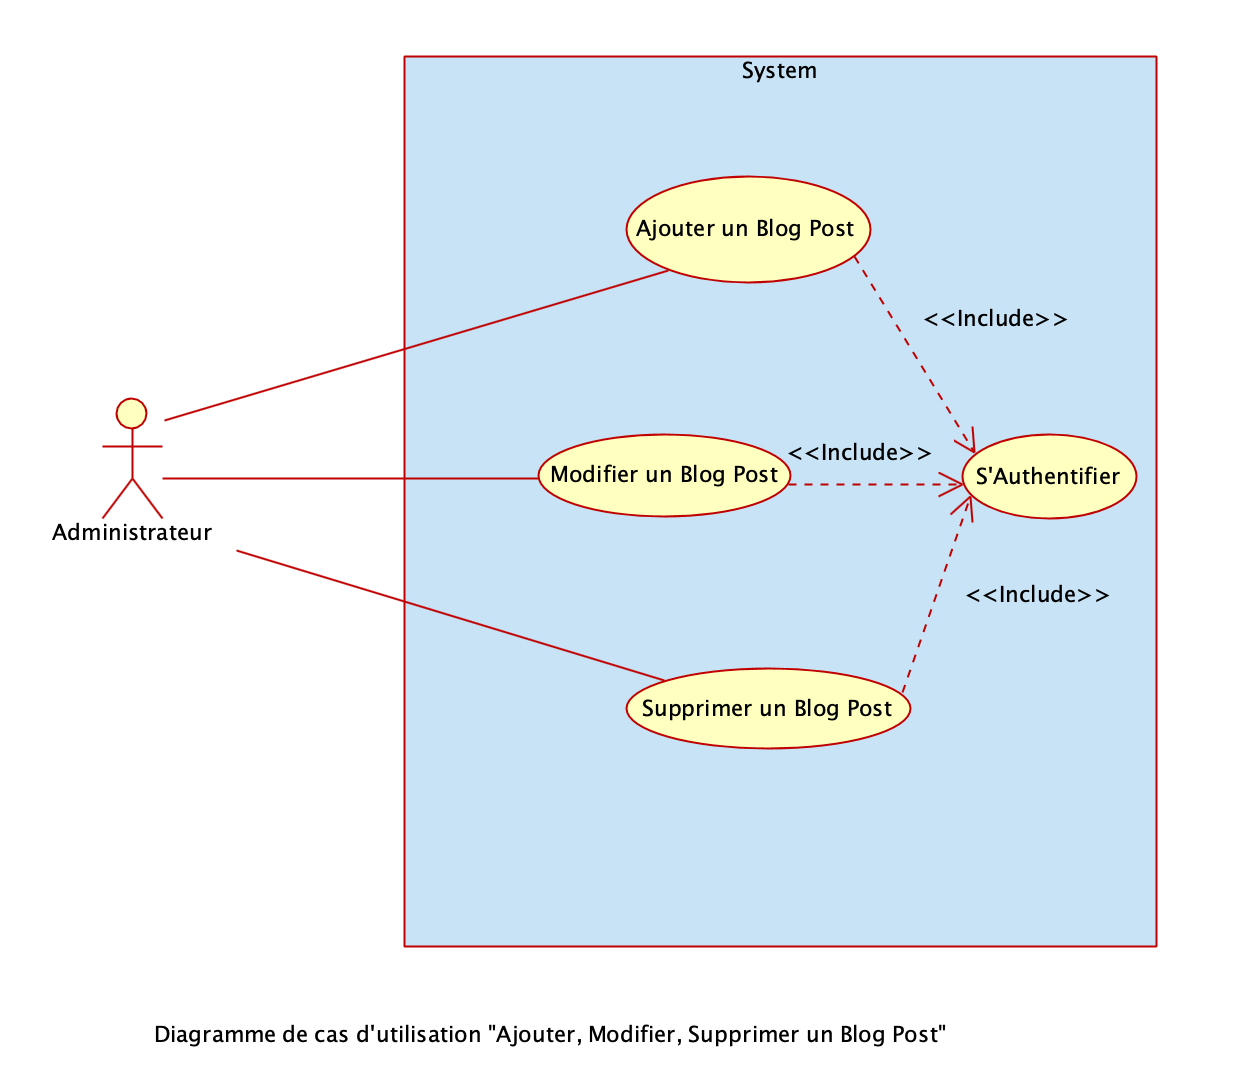 System
Ajouter un Blog Post
<<Include>>
<<Include>>
Modifier un Blog Post
S'Authentifier
Administrateur
<<Include>>
Supprimer un Blog Post
Diagramme de cas d'utilisation "Ajouter, Modifier, Supprimer un Blog Post"